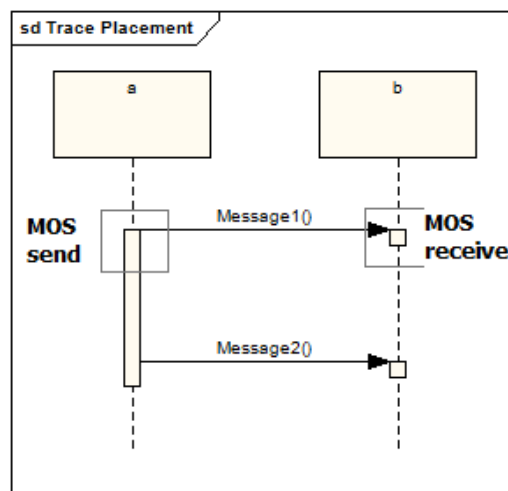 sd Trace Placement
a
b
MOS
send
Message1()
MOS
receive
Message2()